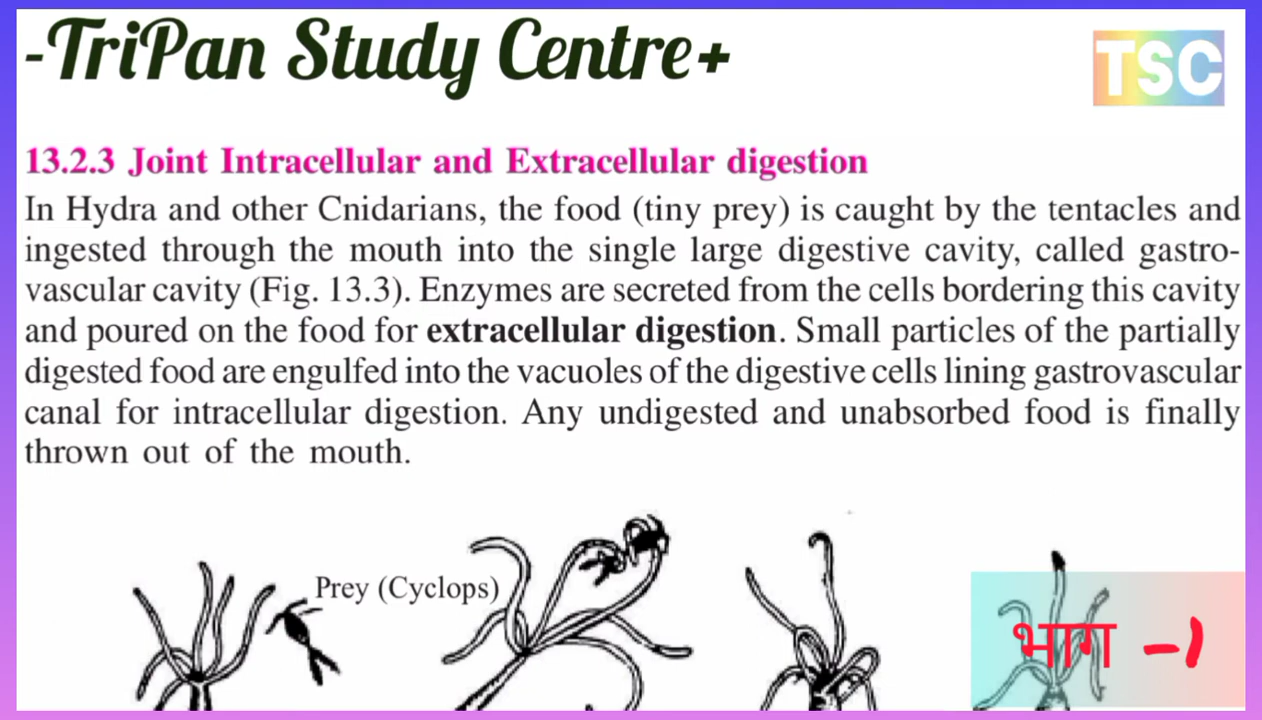 -TriPan Study Centre+
TSC
13.2.3 Joint Intracellular and Extracellular digestion
In Hydra and other Cnidarians, the food (tiny prey) is caught by the tentacles and
ingested through the mouth into the single large digestive cavity, called gastro-
vascular cavity (Fig. 13.3). Enzymes are secreted from the cells bordering this cavity
and poured on the food for extracellular digestion. Small particles of the partially
digested food are engulfed into the vacuoles of the digestive cells lining gastrovascular
canal for intracellular digestion. Any undigested and unabsorbed food is finally
thrown out of the mouth.
Prey (Cyclops)
भाग -१